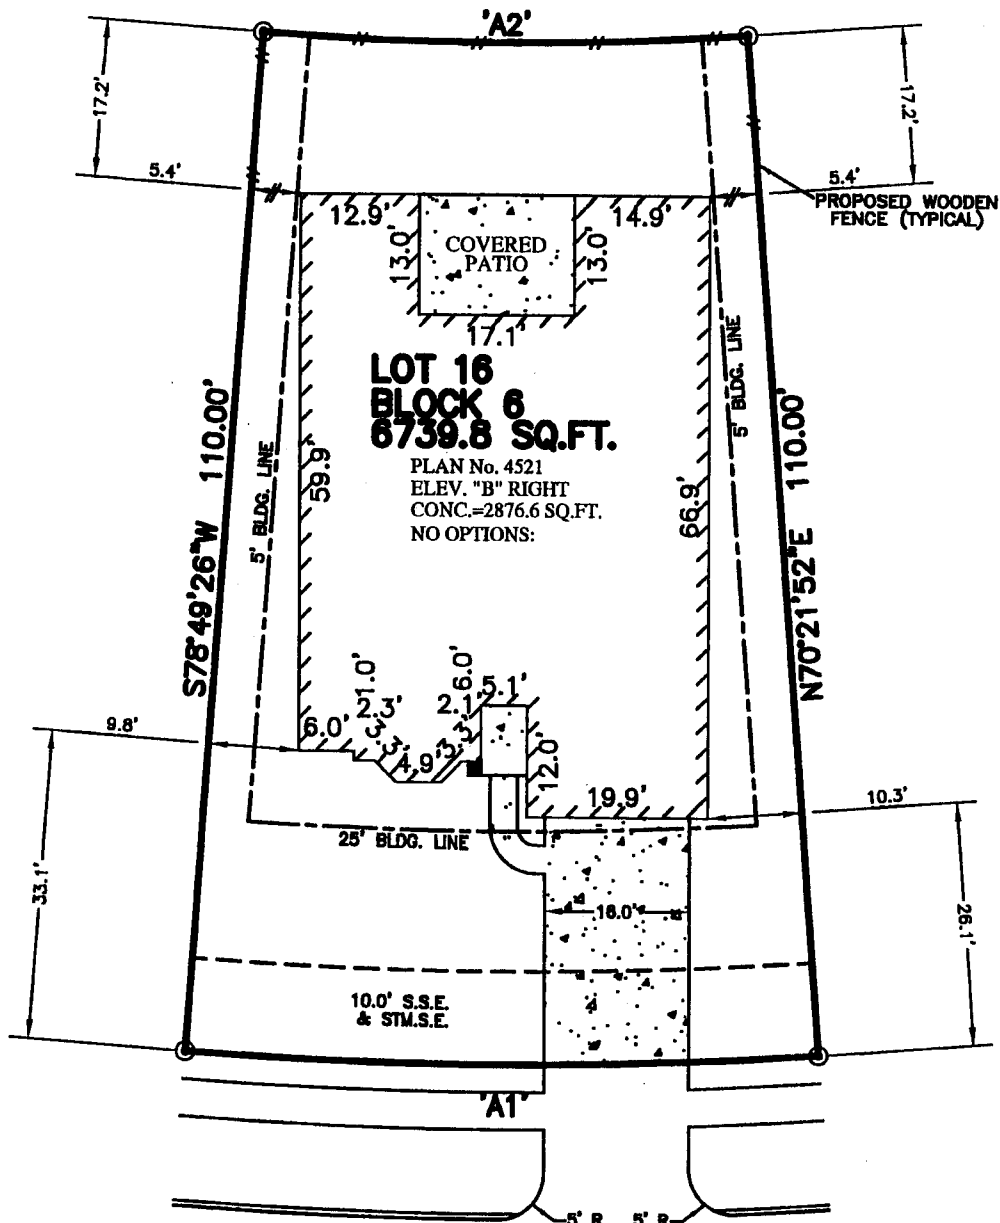 'A2'
17.2'
17.2'
5.4'
5.4'
PROPOSED WOODEN
FENCE (TYPICAL)
12.9'
14.9'
13.0'
COVERED
PATIO
13.0'
17.1'
LOT 16
BLOCK 6
6739.8 SQ.FT.
PLAN No. 4521
ELEV. "B" RIGHT
CONC.=2876.6 SQ.FT.
NO OPTIONS:
S78°49'26"W 110.00'
5' BLDG. LINE
59.9'
66.9'
5' BLDG. LINE
N70°21'52"E 110.00'
9.8'
6.0'
1.0'
2.3'
3.3'
4.9'
3.3'
2.1'
6.0'
5.1'
12.0'
19.9'
10.3'
25' BLDG. LINE
33.1'
16.0'
26.1'
10.0' S.S.E.
& STM.S.E.
'A1'
5' R
5' R